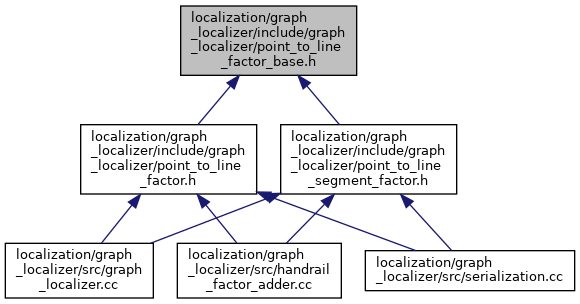 localization/graph
_localizer/include/graph
_localizer/point_to_line
_factor_base.h
localization/graph
_localizer/include/graph
_localizer/point_to_line
_factor.h
localization/graph
_localizer/include/graph
_localizer/point_to_line
_segment_factor.h
localization/graph
_localizer/src/graph
_localizer.cc
localization/graph
_localizer/src/handrail
_factor_adder.cc
localization/graph
_localizer/src/serialization.cc